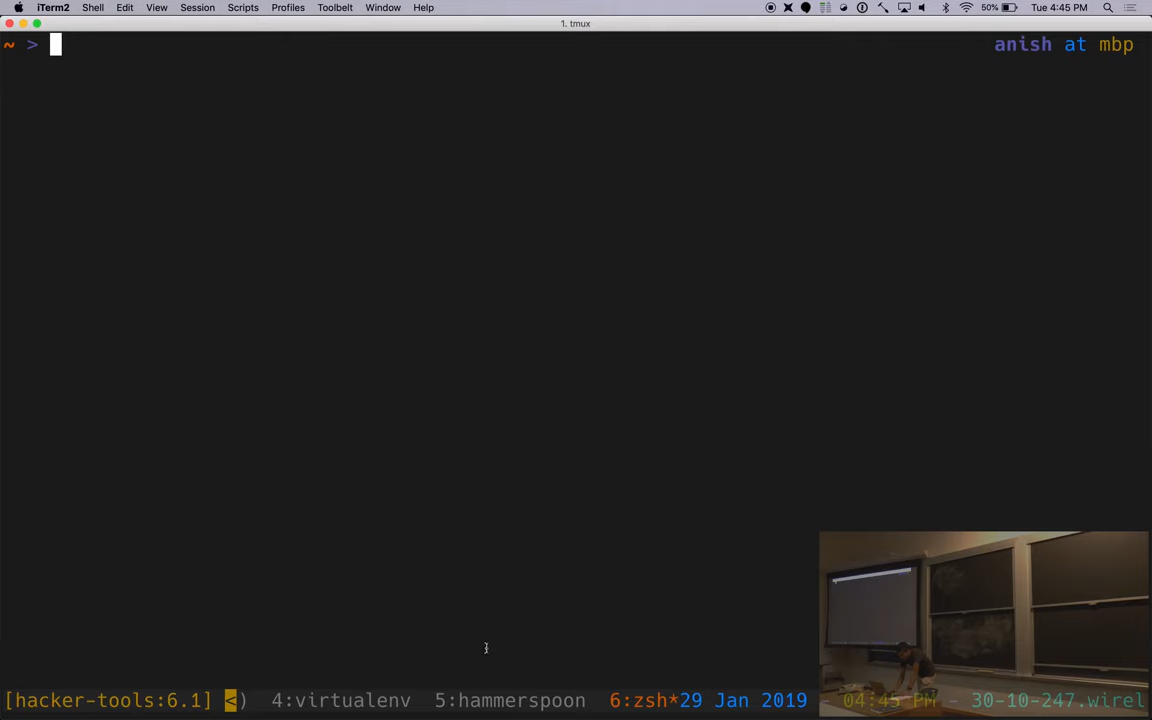 iTerm2 Shell Edit View Session Scripts Profiles Toolbelt Window Help 50% Tue 4:45 PM
1. tmux
~ > anish at mbp
[hacker-tools:6.1] <) 4:virtualenv 5:hammerspoon 6:zsh*29 Jan 2019 04:45 PM - 30-10-247.wirel